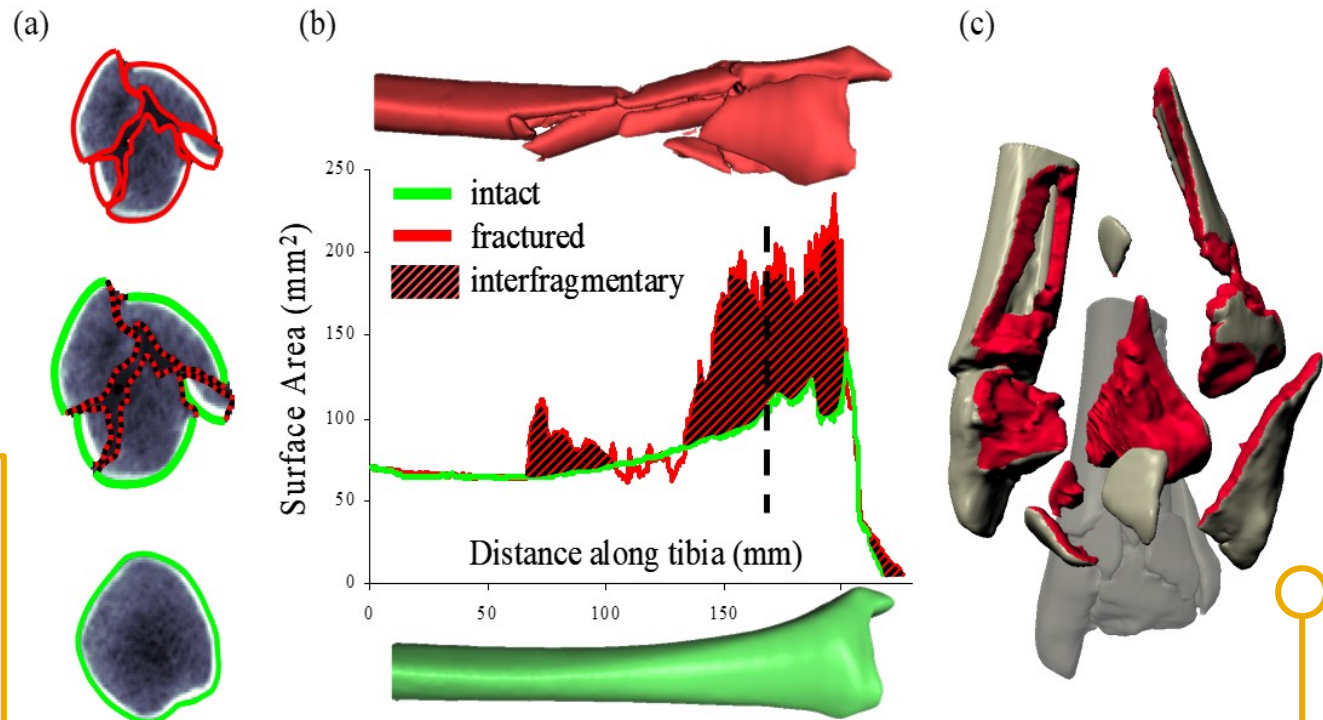 (a)
(b)
(c)
250
200
150
100
50
0
Surface Area (mm²)
intact
fractured
interfragmentary
Distance along tibia (mm)
0
50
100
150